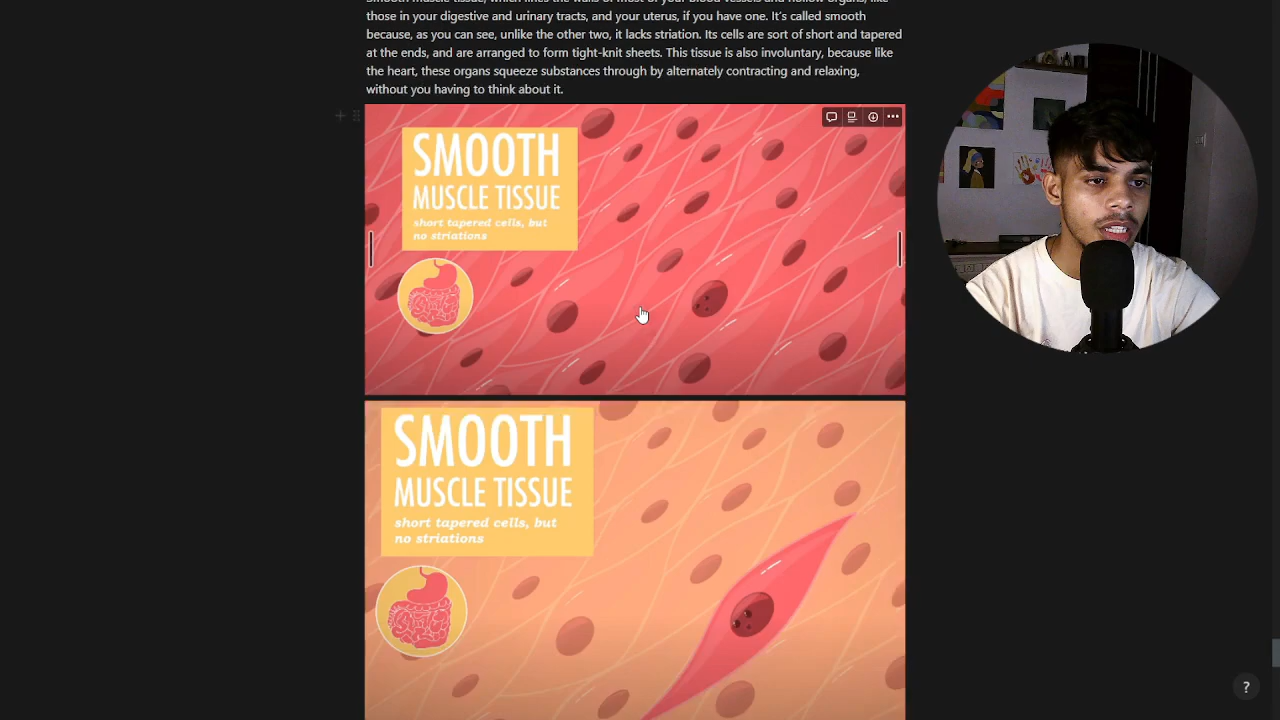 Smooth muscle tissue, which lines the walls of most of your blood vessels and hollow organs, like
those in your digestive and urinary tracts, and your uterus, if you have one. It's called smooth
because, as you can see, unlike the other two, it lacks striation. Its cells are sort of short and tapered
at the ends, and are arranged to form tight-knit sheets. This tissue is also involuntary, because like
the heart, these organs squeeze substances through by alternately contracting and relaxing,
without you having to think about it.
SMOOTH
MUSCLE TISSUE
short tapered cells, but
no striations
SMOOTH
MUSCLE TISSUE
short tapered cells, but
no striations
?